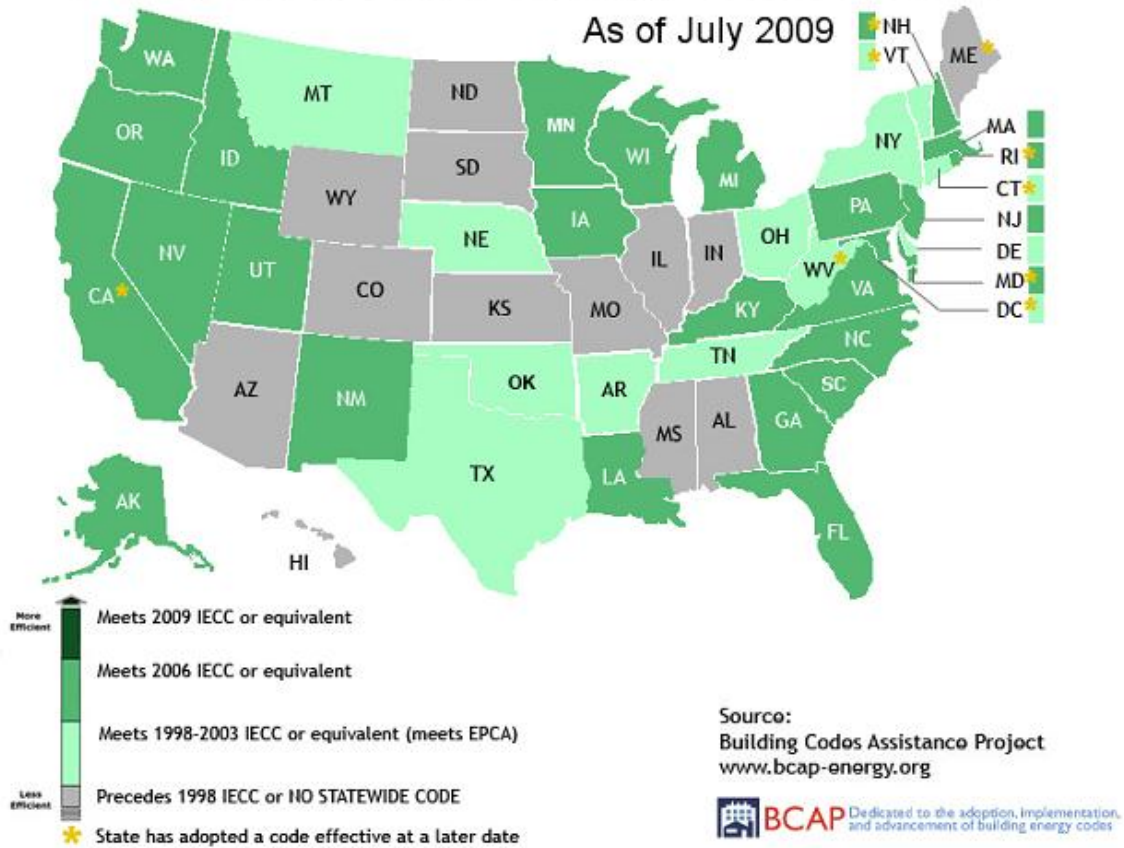 As of July 2009
NH
VT
ME
WA
MT
ND
MN
OR
ID
SD
WI
MI
NY
MA
RI
CT
WY
IA
PA
NJ
NE
OH
DE
NV
UT
IL
IN
WV
MD
CA
CO
KS
MO
KY
VA
DC
TN
NC
AZ
NM
OK
AR
SC
MS
AL
GA
TX
LA
AK
FL
HI
More
Efficient
Meets 2009 IECC or equivalent
Meets 2006 IECC or equivalent
Meets 1998-2003 IECC or equivalent (meets EPCA)
Less
Efficient
Precedes 1998 IECC or NO STATEWIDE CODE
* State has adopted a code effective at a later date
Source:
Building Codes Assistance Project
www.bcap-energy.org
BCAP
Dedicated to the adoption, implementation,
and advancement of building energy codes